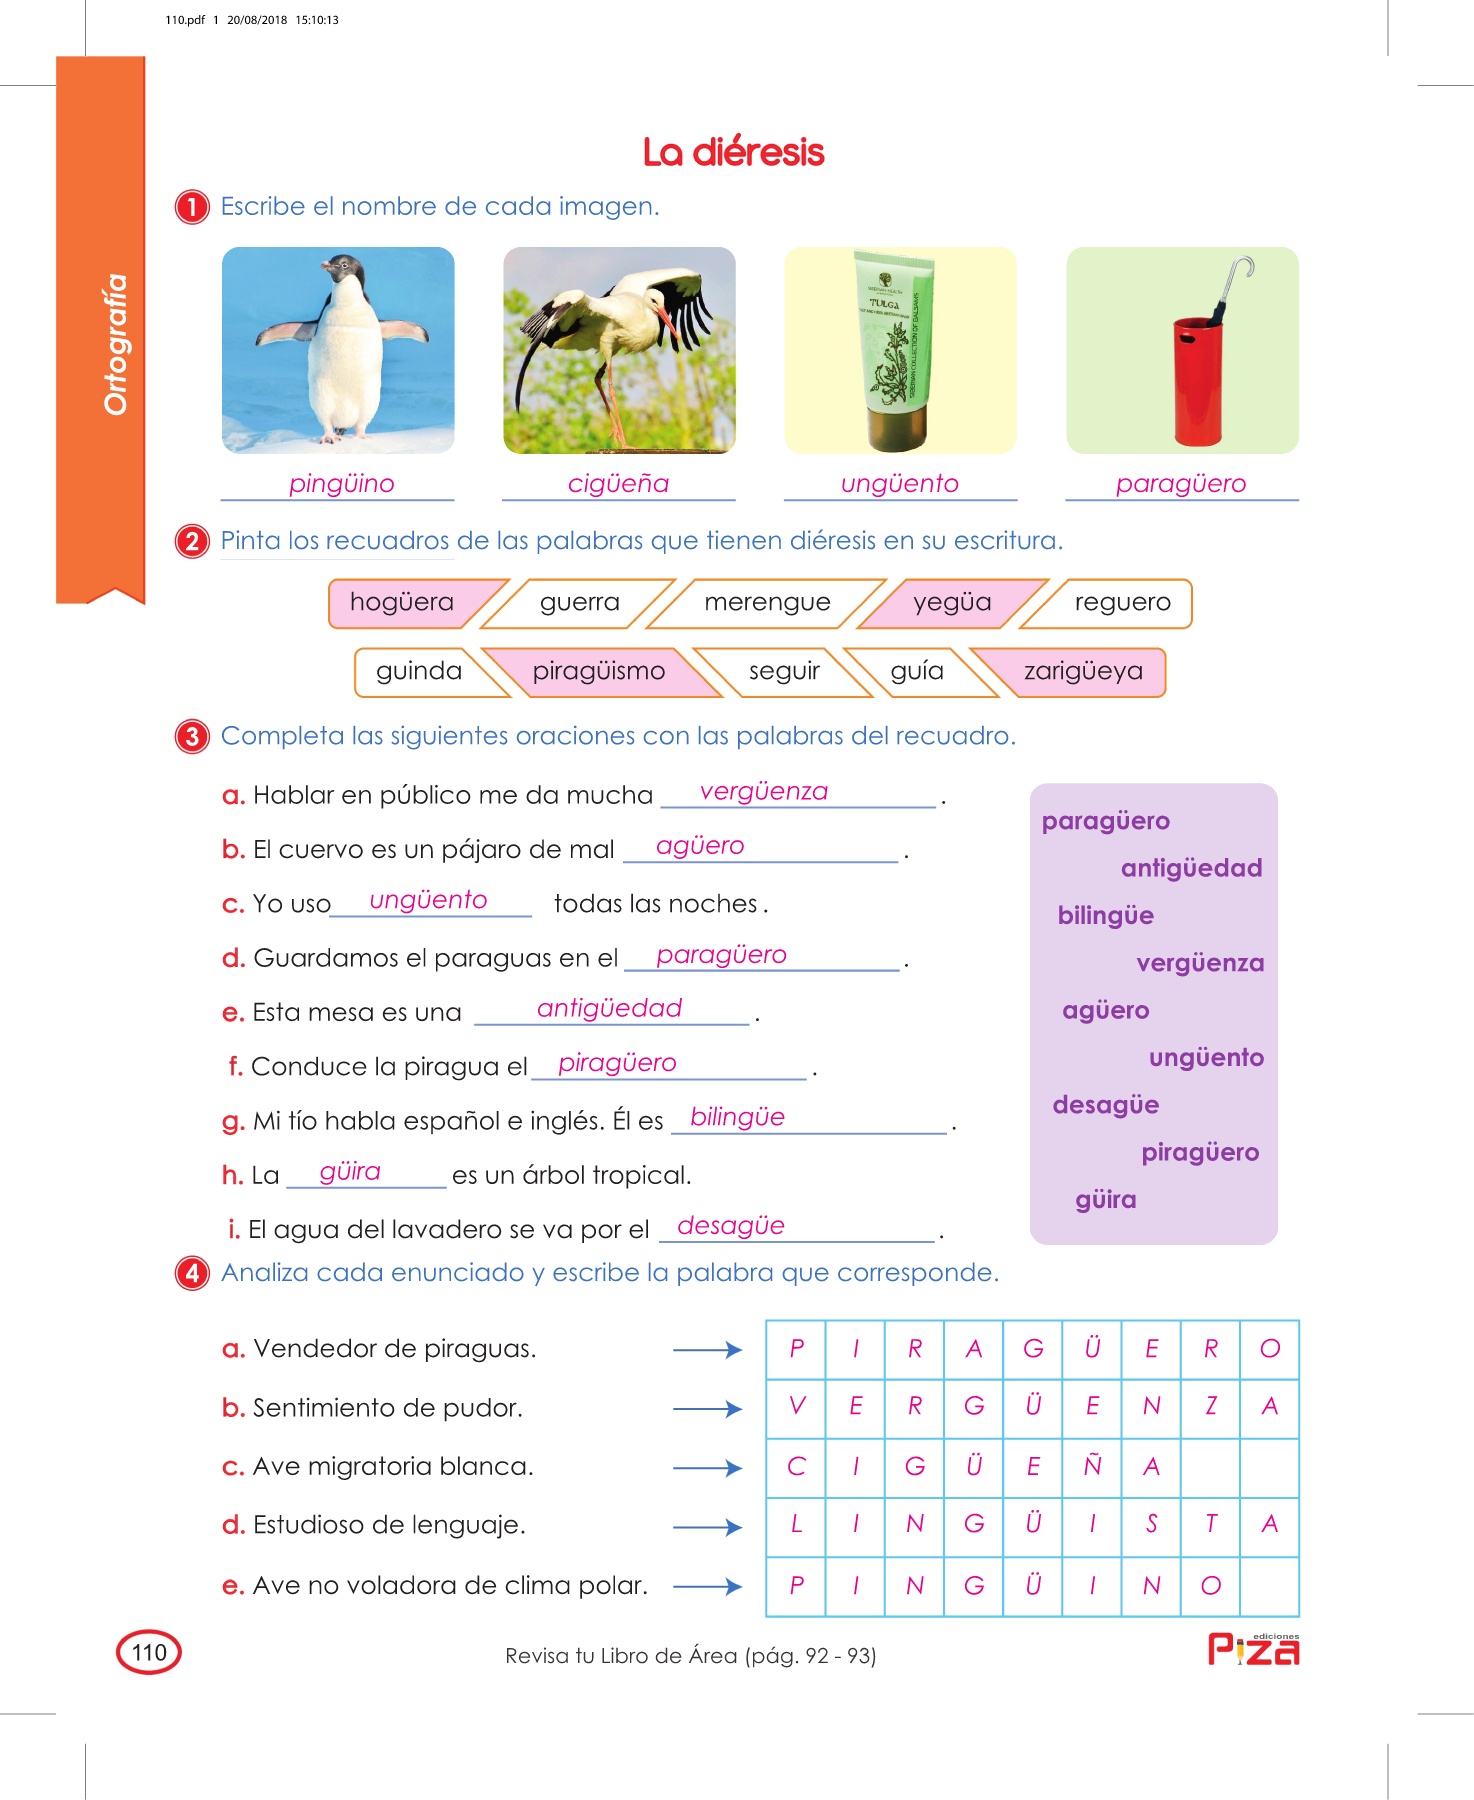 110.pdf 1 20/08/2018 15:10:13
Ortografía
La diéresis
1 Escribe el nombre de cada imagen.
TULGA
SIBERIAN COLLECTION OF BALSAMS
pingüino cigüeña ungüento paragüero
2 Pinta los recuadros de las palabras que tienen diéresis en su escritura.
hogüera guerra merengue yegüa reguero
guinda piragüismo seguir guía zarigüeya
3 Completa las siguientes oraciones con las palabras del recuadro.
a. Hablar en público me da mucha vergüenza .
b. El cuervo es un pájaro de mal agüero .
c. Yo uso ungüento todas las noches .
d. Guardamos el paraguas en el paragüero .
e. Esta mesa es una antigüedad .
f. Conduce la piragua el piragüero .
g. Mi tío habla español e inglés. Él es bilingüe .
h. La güira es un árbol tropical.
i. El agua del lavadero se va por el desagüe .
paragüero
antigüedad
bilingüe
vergüenza
agüero
ungüento
desagüe
piragüero
güira
4 Analiza cada enunciado y escribe la palabra que corresponde.
a. Vendedor de piraguas. P I R A G Ü E R O
b. Sentimiento de pudor. V E R G Ü E N Z A
c. Ave migratoria blanca. C I G Ü E Ñ A
d. Estudioso de lenguaje. L I N G Ü I S T A
e. Ave no voladora de clima polar. P I N G Ü I N O
110
Revisa tu Libro de Área (pág. 92 - 93)
ediciones
Piza